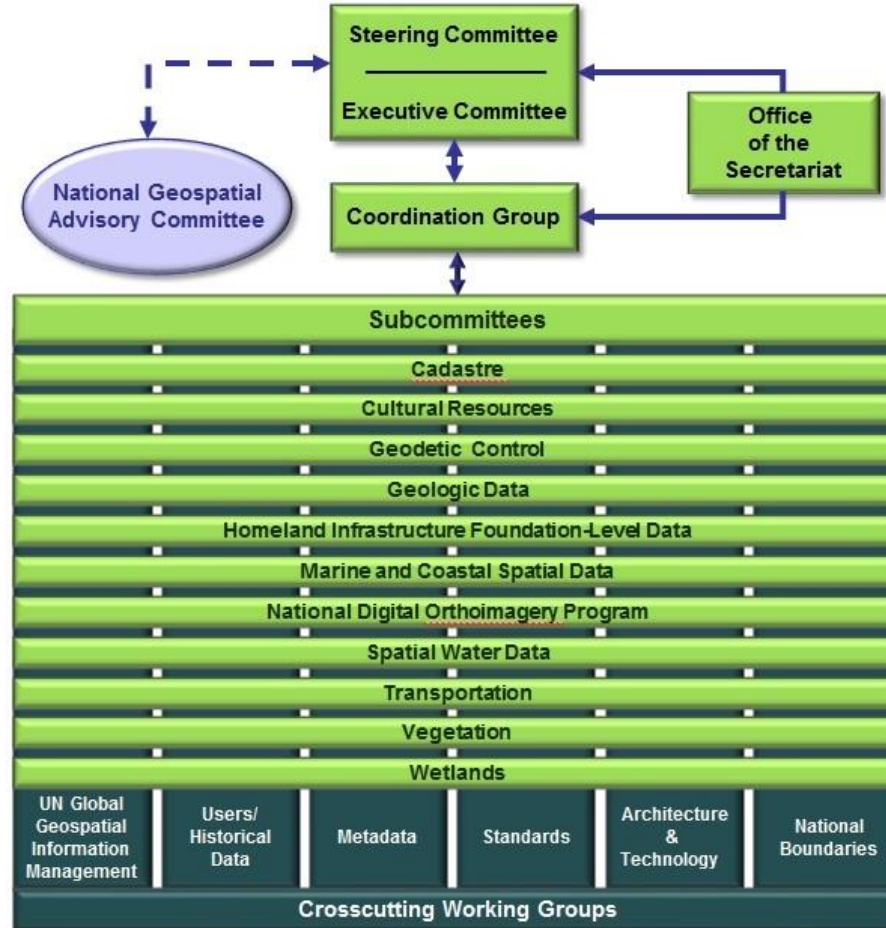 Steering Committee
Executive Committee
Office
of the
Secretariat
National Geospatial
Advisory Committee
Coordination Group
Subcommittees
Cadastre
Cultural Resources
Geodetic Control
Geologic Data
Homeland Infrastructure Foundation-Level Data
Marine and Coastal Spatial Data
National Digital Orthoimagery Program
Spatial Water Data
Transportation
Vegetation
Wetlands
UN Global
Geospatial
Information
Management
Users/
Historical
Data
Metadata
Standards
Architecture
&
Technology
National
Boundaries
Crosscutting Working Groups